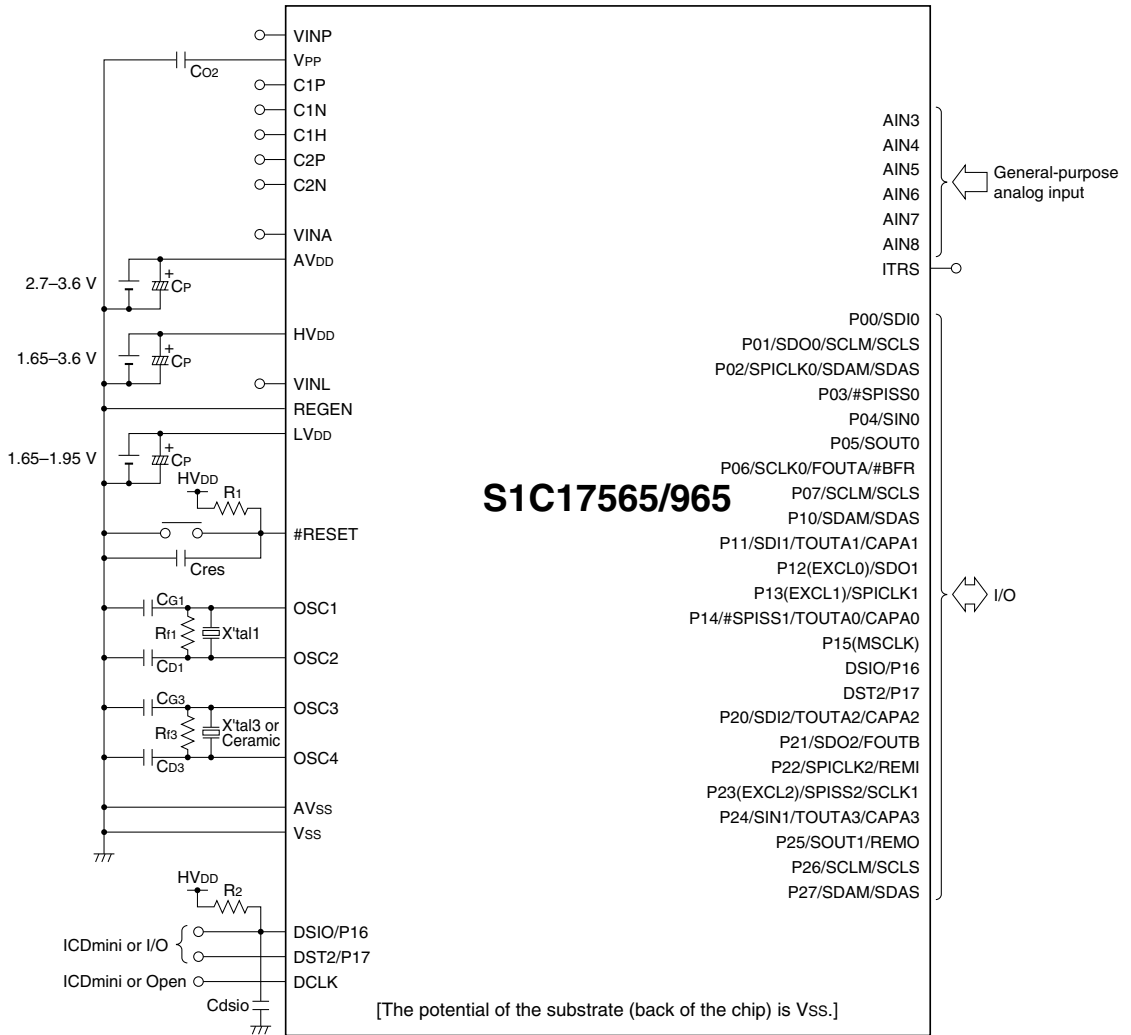 VINP
VPP
CO2
C1P
C1N
C1H
C2P
C2N
VINA
AVDD
2.7–3.6 V
+
CP
HVDD
1.65–3.6 V
+
CP
VINL
REGEN
LVDD
1.65–1.95 V
+
CP
HVDD
R1
#RESET
Cres
CG1
OSC1
Rf1
X'tal1
OSC2
CD1
CG3
OSC3
Rf3
X'tal3 or
Ceramic
OSC4
CD3
AVSS
VSS
HVDD
R2
ICDmini or I/O
DSIO/P16
DST2/P17
ICDmini or Open
DCLK
Cdsio
S1C17565/965
[The potential of the substrate (back of the chip) is VSS.]
AIN3
AIN4
AIN5
AIN6
AIN7
AIN8
General-purpose
analog input
ITRS
P00/SDI0
P01/SDO0/SCLM/SCLS
P02/SPICLK0/SDAM/SDAS
P03/#SPISS0
P04/SIN0
P05/SOUT0
P06/SCLK0/FOUTA/#BFR
P07/SCLM/SCLS
P10/SDAM/SDAS
P11/SDI1/TOUTA1/CAPA1
P12(EXCL0)/SDO1
P13(EXCL1)/SPICLK1
P14/#SPISS1/TOUTA0/CAPA0
P15(MSCLK)
DSIO/P16
DST2/P17
P20/SDI2/TOUTA2/CAPA2
P21/SDO2/FOUTB
P22/SPICLK2/REMI
P23(EXCL2)/SPISS2/SCLK1
P24/SIN1/TOUTA3/CAPA3
P25/SOUT1/REMO
P26/SCLM/SCLS
P27/SDAM/SDAS
I/O